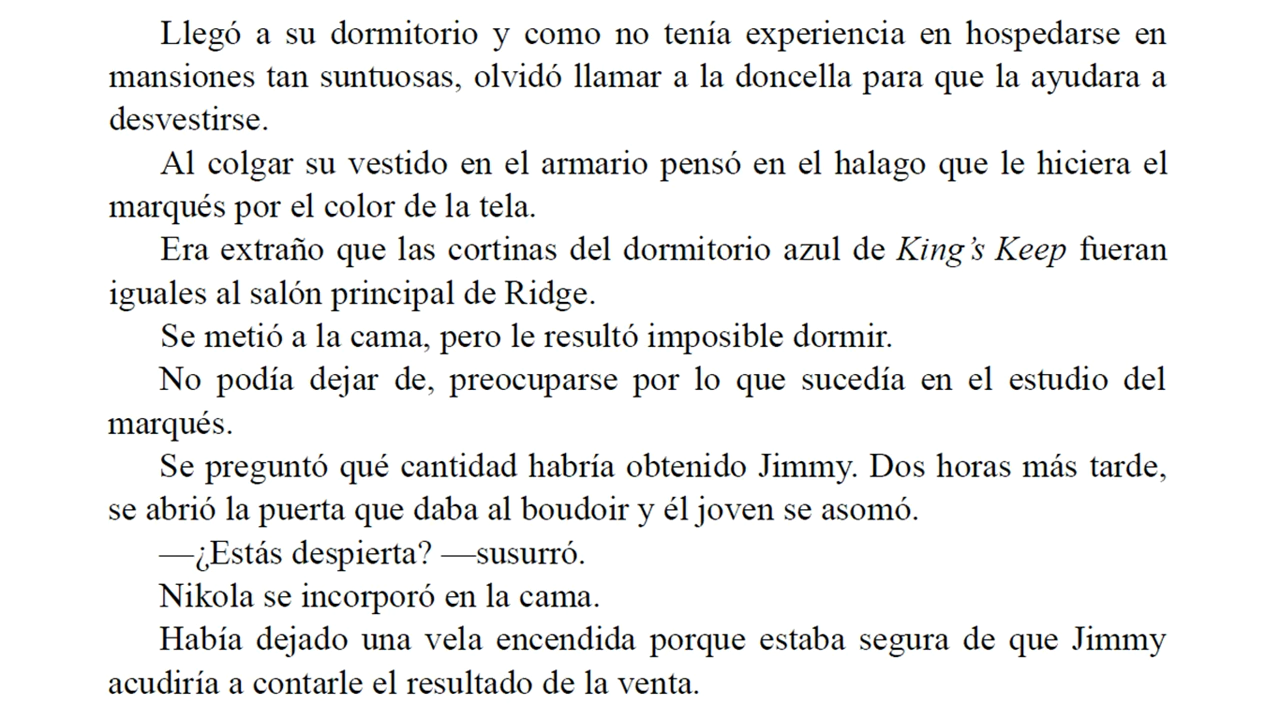 Llegó a su dormitorio y como no tenía experiencia en hospedarse en
mansiones tan suntuosas, olvidó llamar a la doncella para que la ayudara a
desvestirse.
Al colgar su vestido en el armario pensó en el halago que le hiciera el
marqués por el color de la tela.
Era extraño que las cortinas del dormitorio azul de King’s Keep fueran
iguales al salón principal de Ridge.
Se metió a la cama, pero le resultó imposible dormir.
No podía dejar de, preocuparse por lo que sucedía en el estudio del
marqués.
Se preguntó qué cantidad habría obtenido Jimmy. Dos horas más tarde,
se abrió la puerta que daba al boudoir y él joven se asomó.
—¿Estás despierta? —susurró.
Nikola se incorporó en la cama.
Había dejado una vela encendida porque estaba segura de que Jimmy
acudiría a contarle el resultado de la venta.